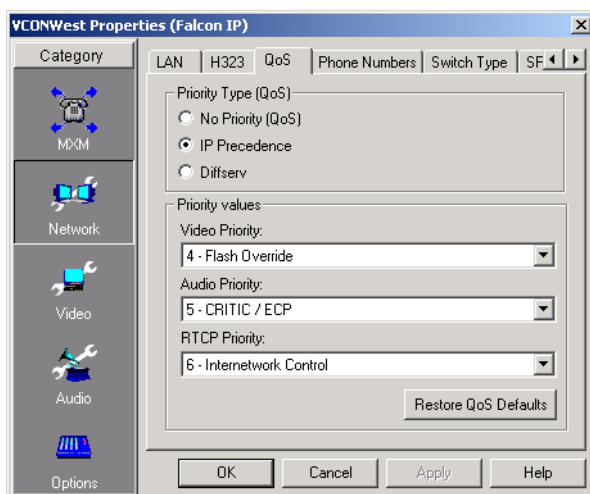 VCONWest Properties (Falcon IP)
Category
MXM
Network
Video
Audio
Options
LAN H323 QoS Phone Numbers Switch Type
Priority Type (QoS)
No Priority (QoS)
IP Precedence
Diffserv
Priority values
Video Priority:
4 - Flash Override
Audio Priority:
5 - CRITIC / ECP
RTCP Priority:
6 - Internetwork Control
Restore QoS Defaults
OK Cancel Apply Help